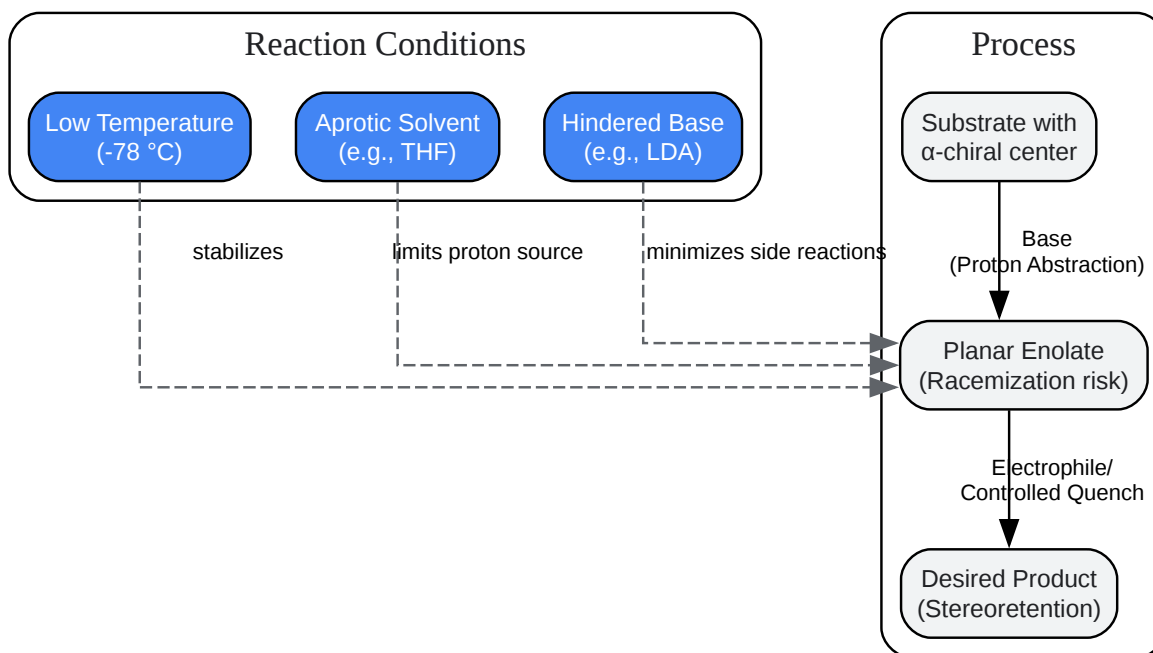 Reaction Conditions
Low Temperature
(-78 °C)
Aprotic Solvent
(e.g., THF)
Hindered Base
(e.g., LDA)
stabilizes
limits proton source
minimizes side reactions
Process
Substrate with
α-chiral center
Base
(Proton Abstraction)
Planar Enolate
(Racemization risk)
Electrophile/
Controlled Quench
Desired Product
(Stereoretention)